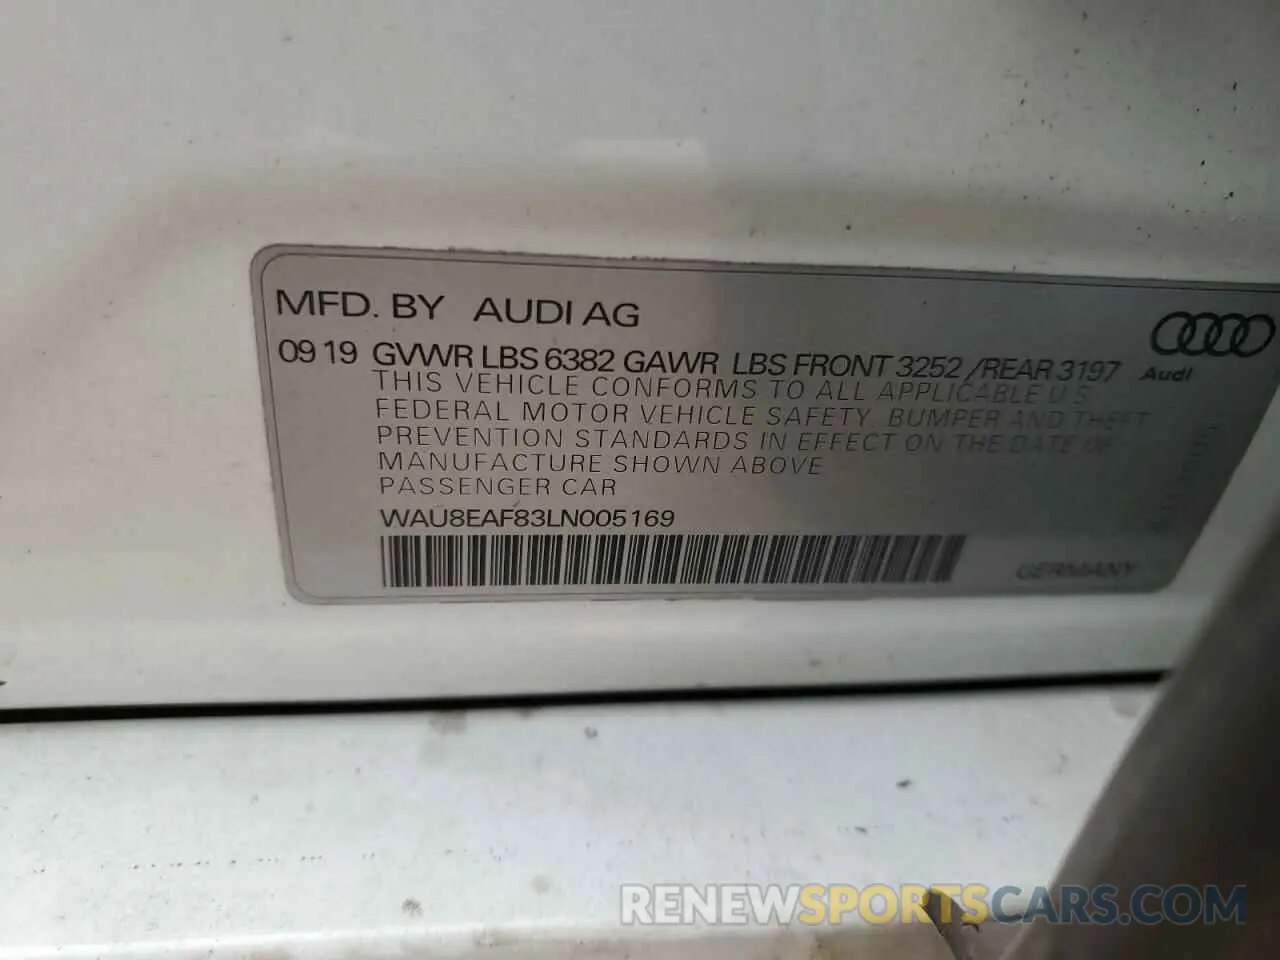 MFD. BY AUDI AG
09 19 GVWR LBS 6382 GAWR LBS FRONT 3252 /REAR 3197
Audi
THIS VEHICLE CONFORMS TO ALL APPLICABLE U S
FEDERAL MOTOR VEHICLE SAFETY, BUMPER AND THEFT
PREVENTION STANDARDS IN EFFECT ON THE DATE OF
MANUFACTURE SHOWN ABOVE
PASSENGER CAR
WAU8EAF83LN005169
GERMANY
RENEWSPORTSCARS.COM